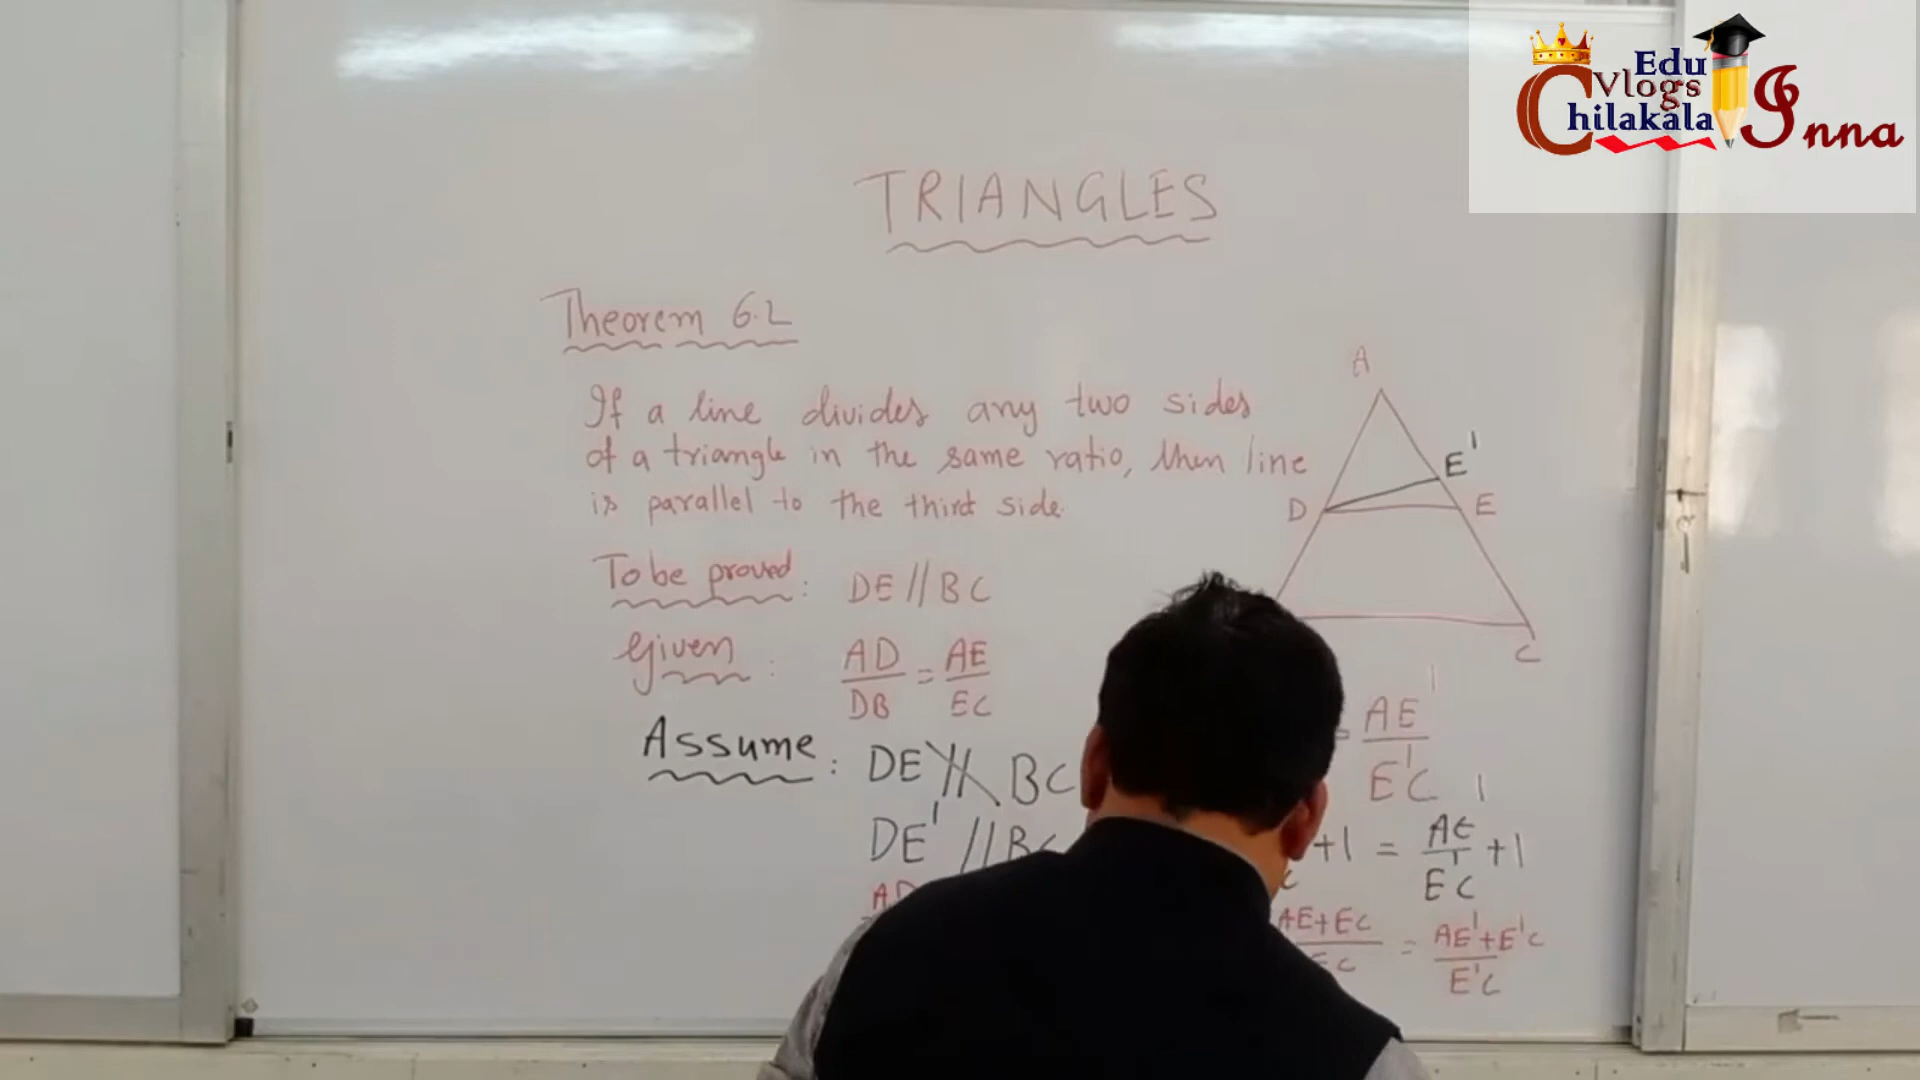 Edu
Vlogs
Chilakala Inna
TRIANGLES
Theorem 6.2
If a line divides any two sides
of a triangle in the same ratio, then line
is parallel to the third side.
To be proved : DE // BC
Given : AD/DB = AE/EC
Assume : DE ∦ BC
DE' // BC
AD
A
E'
D
E
C
= AE'/E'C
+1 = AE'/E'C +1
AE+EC/EC = AE'+E'C/E'C